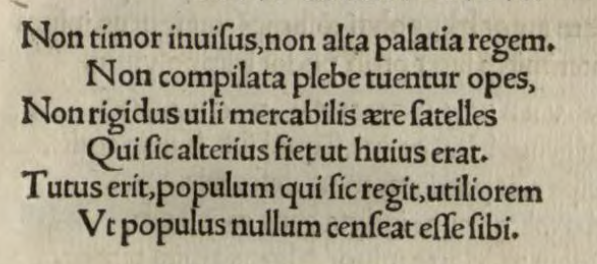 Non timor inuiſus,non alta palatia regem.
Non compilata plebe tuentur opes,
Non rigidus uili mercabilis ære ſatelles
Qui ſic alterius fiet ut huius erat.
Tutus erit,populum qui ſic regit,utiliorem
Vt populus nullum cenſeat eſſe ſibi.